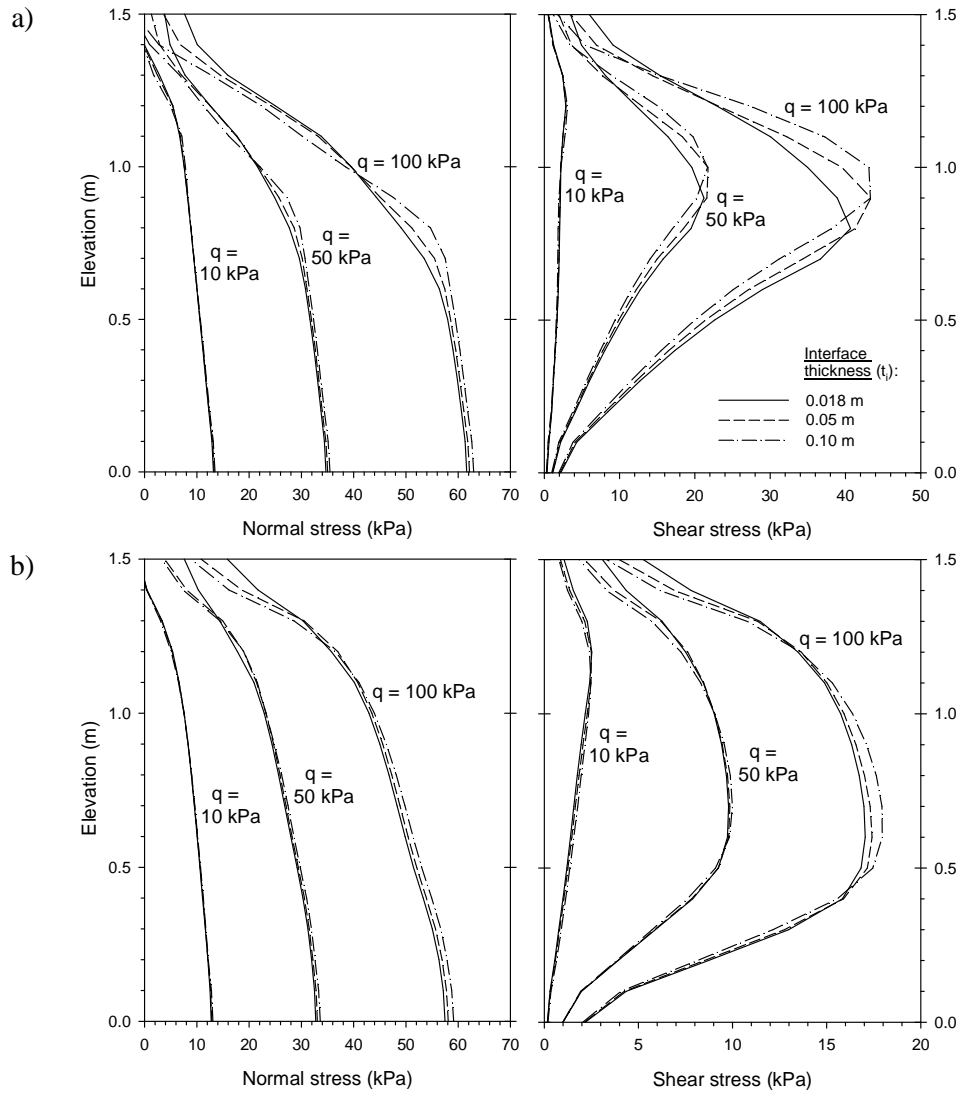 a)
1.5
1.0
0.5
0.0
Elevation (m)
q = 100 kPa
q =
10 kPa
q =
50 kPa
0 10 20 30 40 50 60 70
Normal stress (kPa)
q = 100 kPa
q =
10 kPa
q =
50 kPa
Interface
thickness (ti):
0.018 m
0.05 m
0.10 m
1.5
1.0
0.5
0.0
0 10 20 30 40 50
Shear stress (kPa)
b)
1.5
1.0
0.5
0.0
Elevation (m)
q = 100 kPa
q =
10 kPa
q =
50 kPa
0 10 20 30 40 50 60 70
Normal stress (kPa)
q = 100 kPa
q =
10 kPa
q =
50 kPa
1.5
1.0
0.5
0.0
5 10 15 20
Shear stress (kPa)